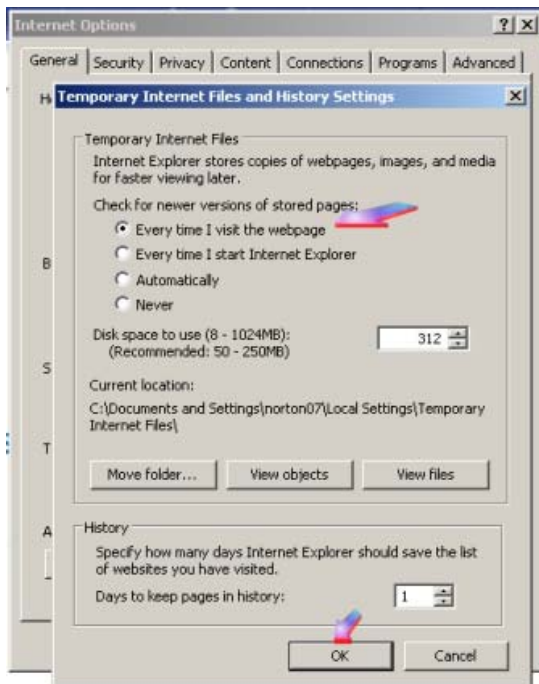 Internet Options
General Security Privacy Content Connections Programs Advanced
H
Temporary Internet Files and History Settings
Temporary Internet Files
Internet Explorer stores copies of webpages, images, and media
for faster viewing later.
Check for newer versions of stored pages:
Every time I visit the webpage
Every time I start Internet Explorer
Automatically
Never
B
Disk space to use (8 - 1024MB): 312
(Recommended: 50 - 250MB)
S
Current location:
C:\Documents and Settings\norton07\Local Settings\Temporary
Internet Files\
T
Move folder... View objects View files
A
History
Specify how many days Internet Explorer should save the list
of websites you have visited.
Days to keep pages in history: 1
OK Cancel